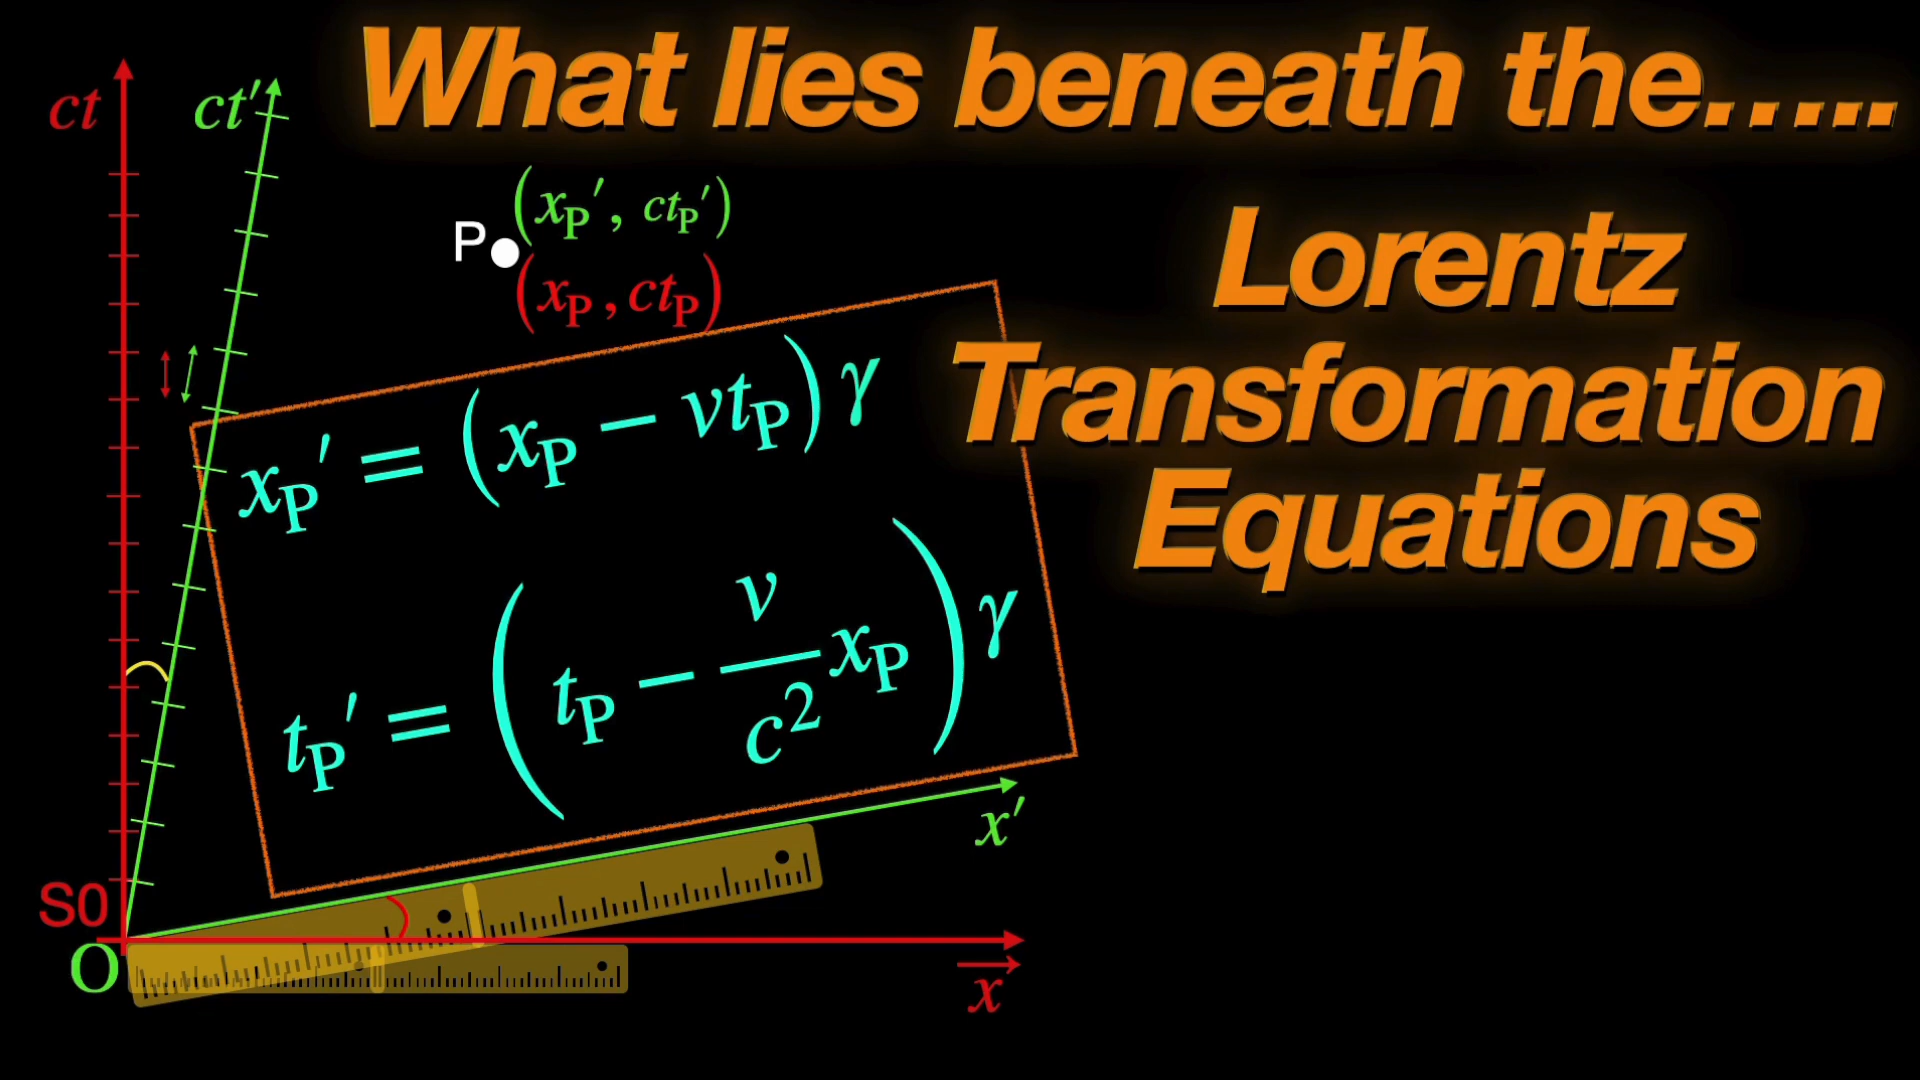 What lies beneath the.....
Lorentz
Transformation
Equations
ct
ct′
P
(xP′, ctP′)
(xP, ctP)
xP′ = (xP − vtP) γ
tP′ = (tP − v/c² xP) γ
x′
S0
O
x